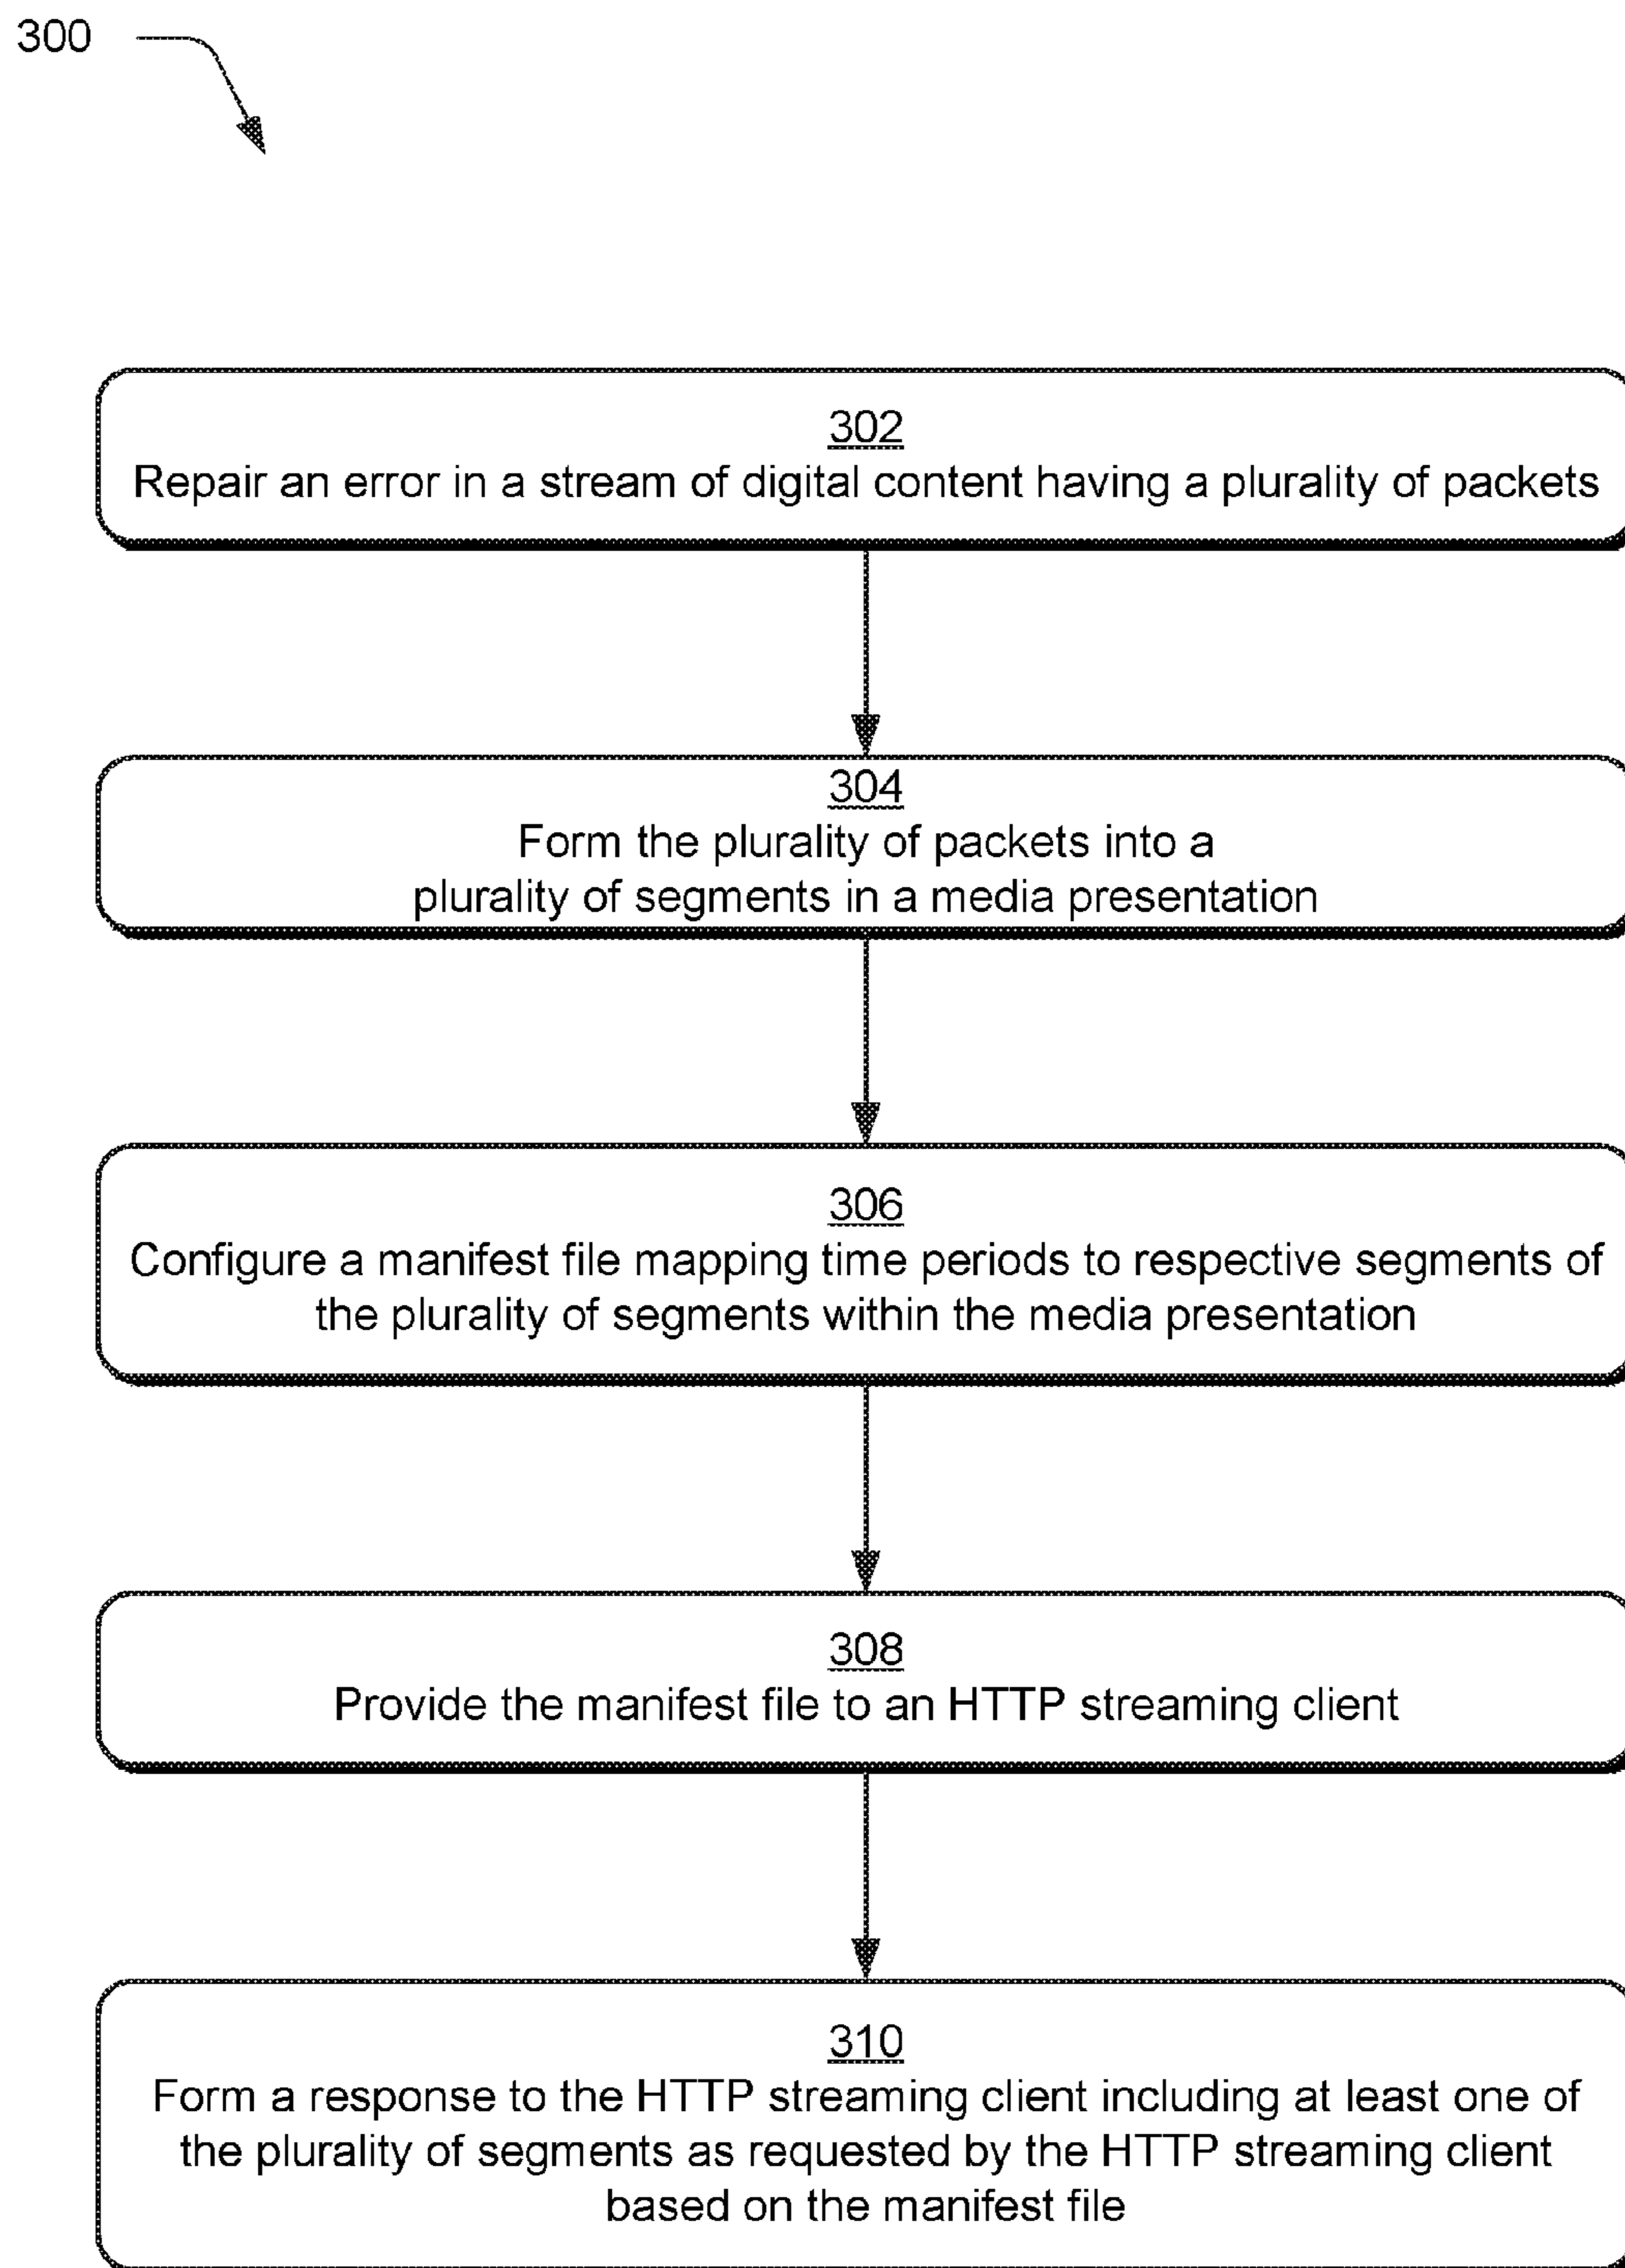 300
302
Repair an error in a stream of digital content having a plurality of packets
304
Form the plurality of packets into a
plurality of segments in a media presentation
306
Configure a manifest file mapping time periods to respective segments of
the plurality of segments within the media presentation
308
Provide the manifest file to an HTTP streaming client
310
Form a response to the HTTP streaming client including at least one of
the plurality of segments as requested by the HTTP streaming client
based on the manifest file